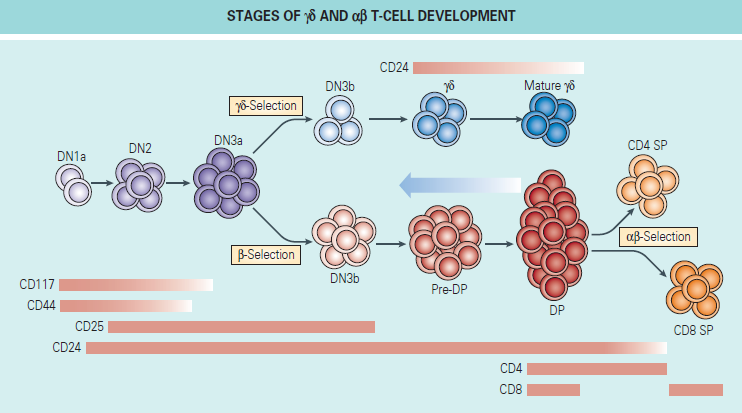 STAGES OF γδ AND αβ T-CELL DEVELOPMENT
CD24
DN3b
γδ
Mature γδ
γδ-Selection
DN1a
DN2
DN3a
CD4 SP
β-Selection
αβ-Selection
DN3b
Pre-DP
DP
CD8 SP
CD117
CD44
CD25
CD24
CD4
CD8